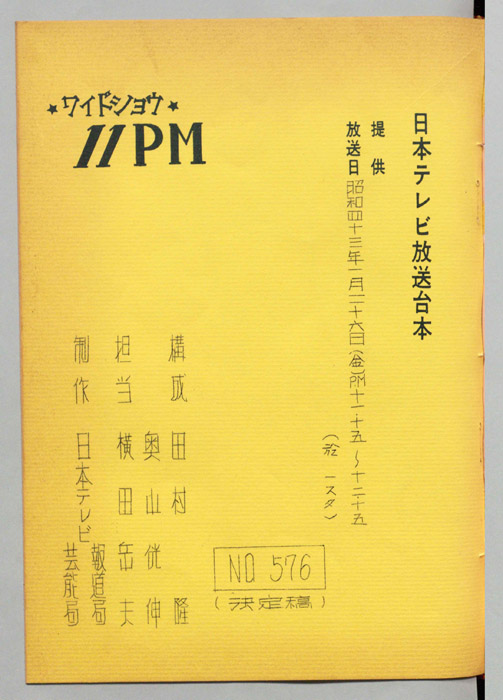 日本テレビ放送台本
提供
放送日 昭和四十三年一月二十六日(金)PM十一・十五～十二・十五
(於 一スタ)
★ワイドショウ★
11PM
構成 田村 隆
奥山 侊伸
担当 横田 岳夫
制作 日本テレビ 報道局
芸能局
NO 576
(決定稿)